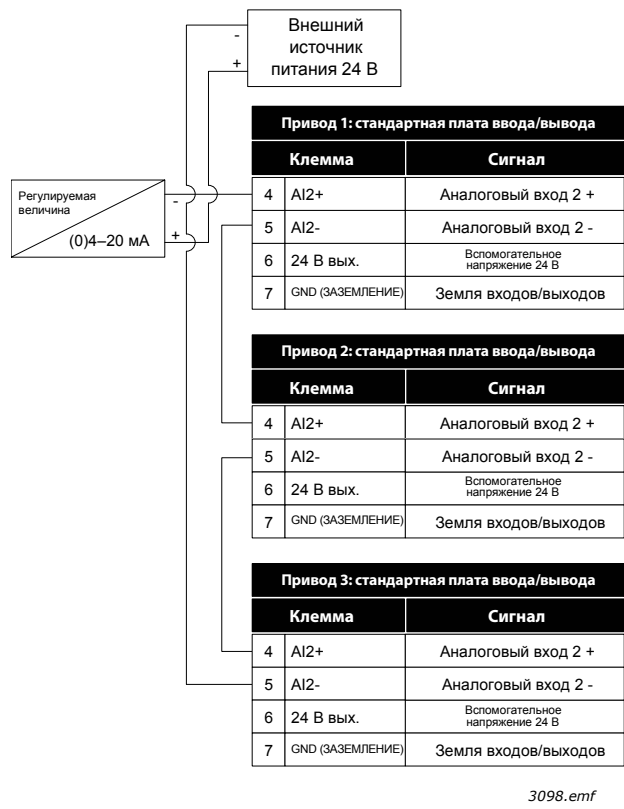 Внешний
источник
питания 24 В
-
+
Привод 1: стандартная плата ввода/вывода
Клемма Сигнал
Регулируемая
величина
(0)4–20 мА
-
+
4 AI2+ Аналоговый вход 2 +
5 AI2- Аналоговый вход 2 -
6 24 В вых. Вспомогательное
напряжение 24 В
7 GND (ЗАЗЕМЛЕНИЕ) Земля входов/выходов
Привод 2: стандартная плата ввода/вывода
Клемма Сигнал
4 AI2+ Аналоговый вход 2 +
5 AI2- Аналоговый вход 2 -
6 24 В вых. Вспомогательное
напряжение 24 В
7 GND (ЗАЗЕМЛЕНИЕ) Земля входов/выходов
Привод 3: стандартная плата ввода/вывода
Клемма Сигнал
4 AI2+ Аналоговый вход 2 +
5 AI2- Аналоговый вход 2 -
6 24 В вых. Вспомогательное
напряжение 24 В
7 GND (ЗАЗЕМЛЕНИЕ) Земля входов/выходов
3098.emf